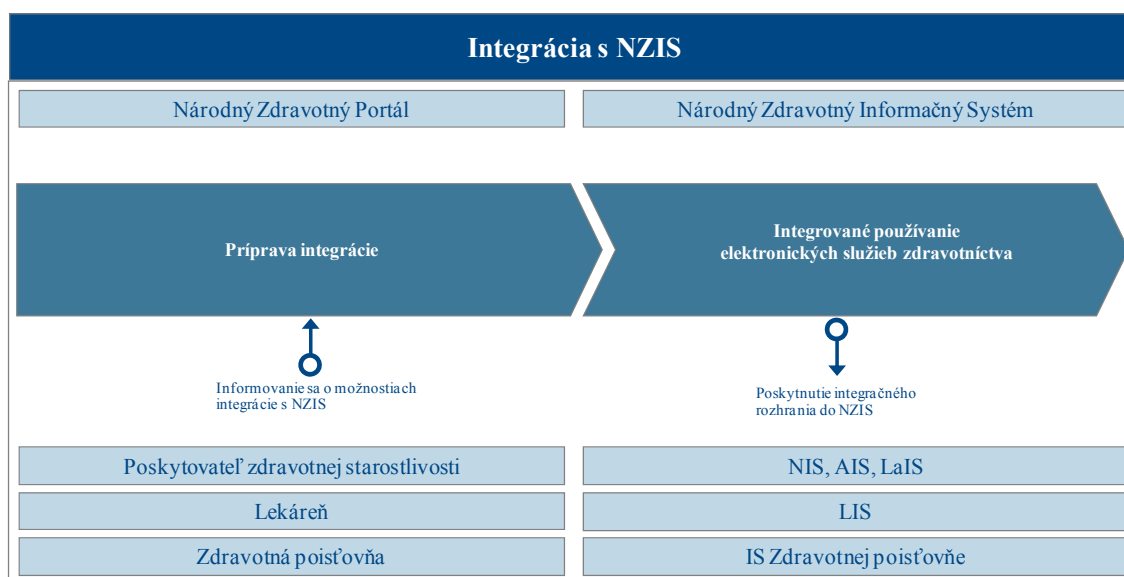 Integrácia s NZIS
Národný Zdravotný Portál
Národný Zdravotný Informačný Systém
Príprava integrácie
Integrované používanie
elektronických služieb zdravotníctva
Informovanie sa o možnostiach
integrácie s NZIS
Poskytnutie integračného
rozhrania do NZIS
Poskytovateľ zdravotnej starostlivosti
NIS, AIS, LaIS
Lekáreň
LIS
Zdravotná poisťovňa
IS Zdravotnej poisťovňe